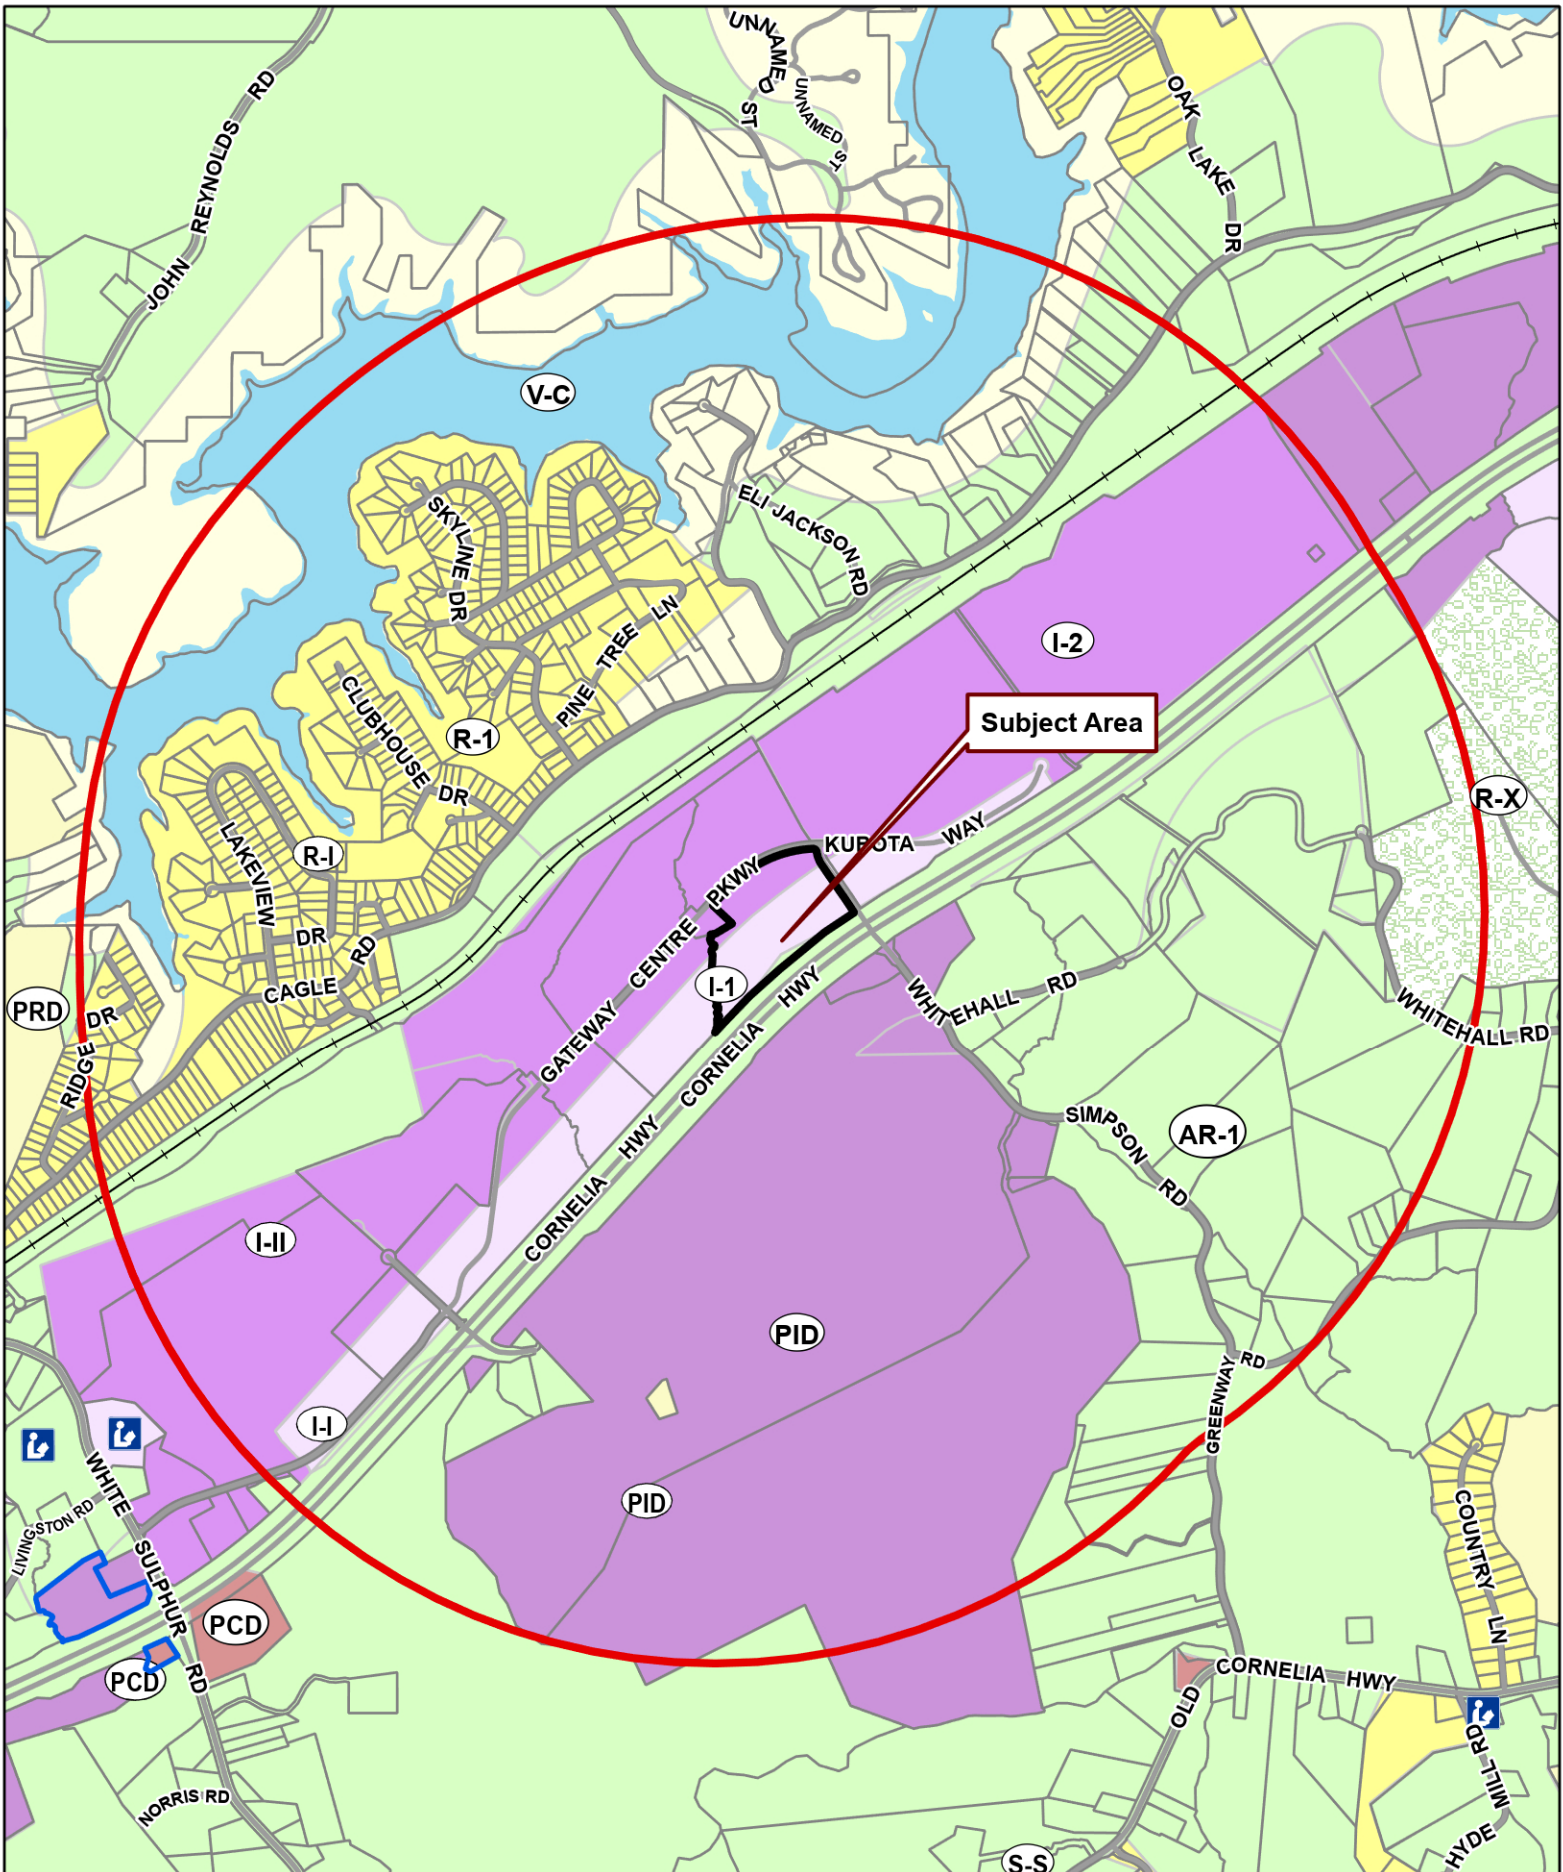 UNNAMED ST
UNNAMED ST
OAK LAKE DR
JOHN REYNOLDS RD
V-C
ELI JACKSON RD
SKYLINE DR
PINE TREE LN
I-2
CLUBHOUSE DR
R-1
Subject Area
R-X
LAKEVIEW DR
R-I
KUBOTA WAY
GATEWAY CENTRE PKWY
CAGLE RD
I-1
PRD
RIDGE DR
CORNELIA HWY
WHITEHALL RD
WHITEHALL RD
CORNELIA HWY
SIMPSON RD
AR-1
I-II
PID
GREENWAY RD
I-I
PID
WHITE SULPHUR RD
LIVINGSTON RD
COUNTRY LN
PCD
PCD
OLD CORNELIA HWY
HYDE MILL RD
NORRIS RD
S-S